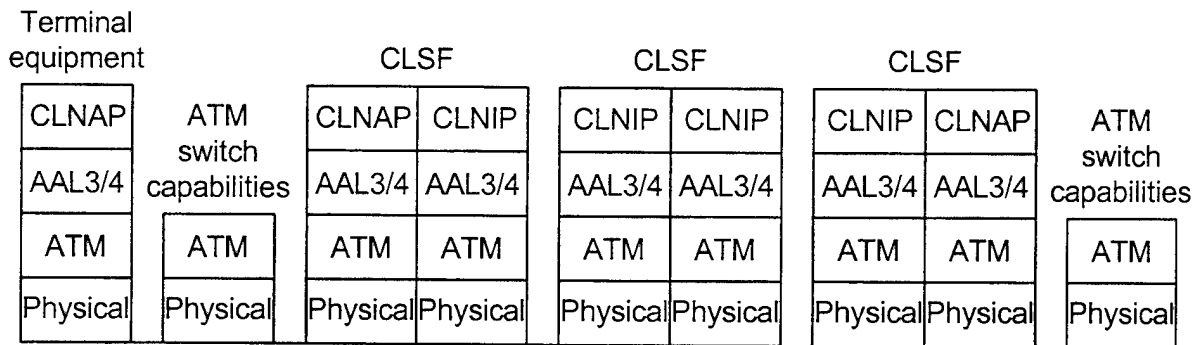 Terminal
equipment
CLNAP
AAL3/4
ATM
Physical
ATM
switch
capabilities
ATM
Physical
CLSF
CLNAP CLNIP
AAL3/4 AAL3/4
ATM ATM
Physical Physical
CLSF
CLNIP CLNIP
AAL3/4 AAL3/4
ATM ATM
Physical Physical
CLSF
CLNIP CLNAP
AAL3/4 AAL3/4
ATM ATM
Physical Physical
ATM
switch
capabilities
ATM
Physical